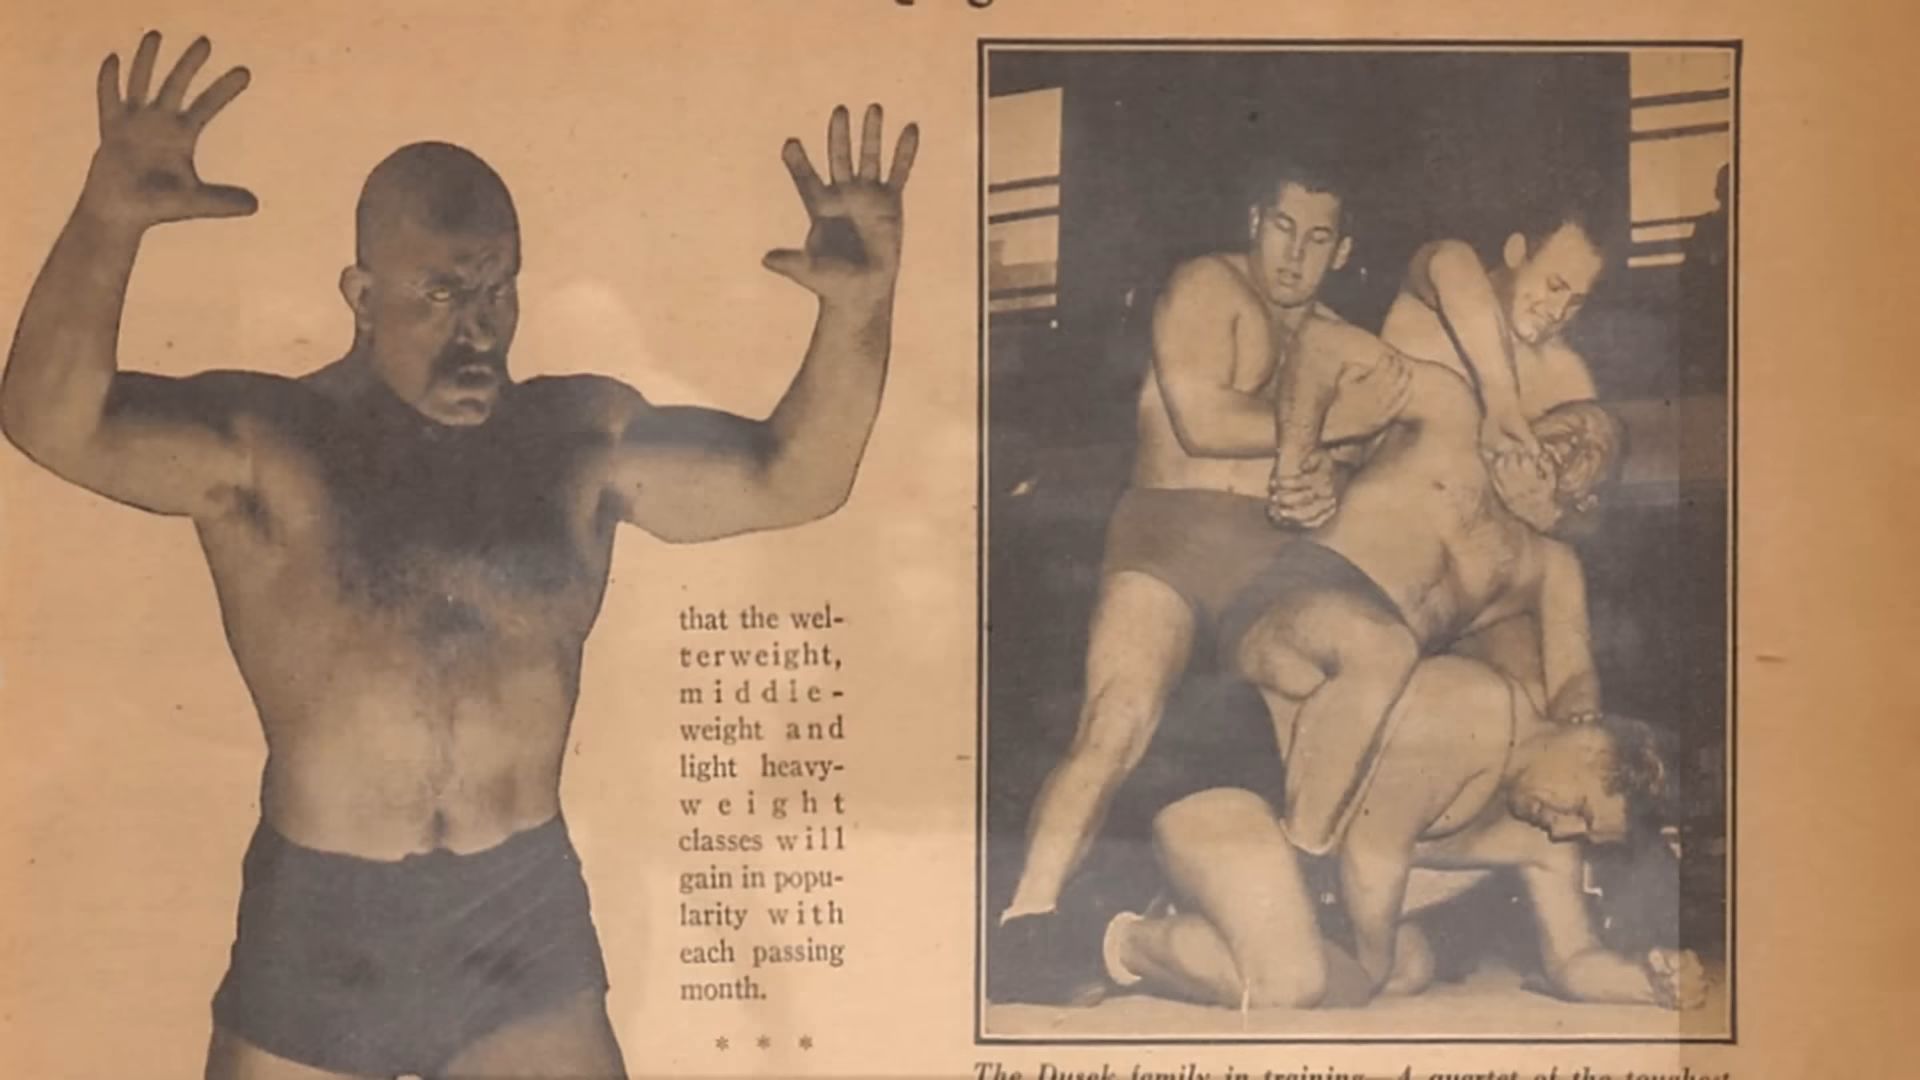 that the wel-
terweight,
middle-
weight and
light heavy-
weight
classes will
gain in popu-
larity with
each passing
month.
* * *
The Dusek family in training—A quartet of the toughest